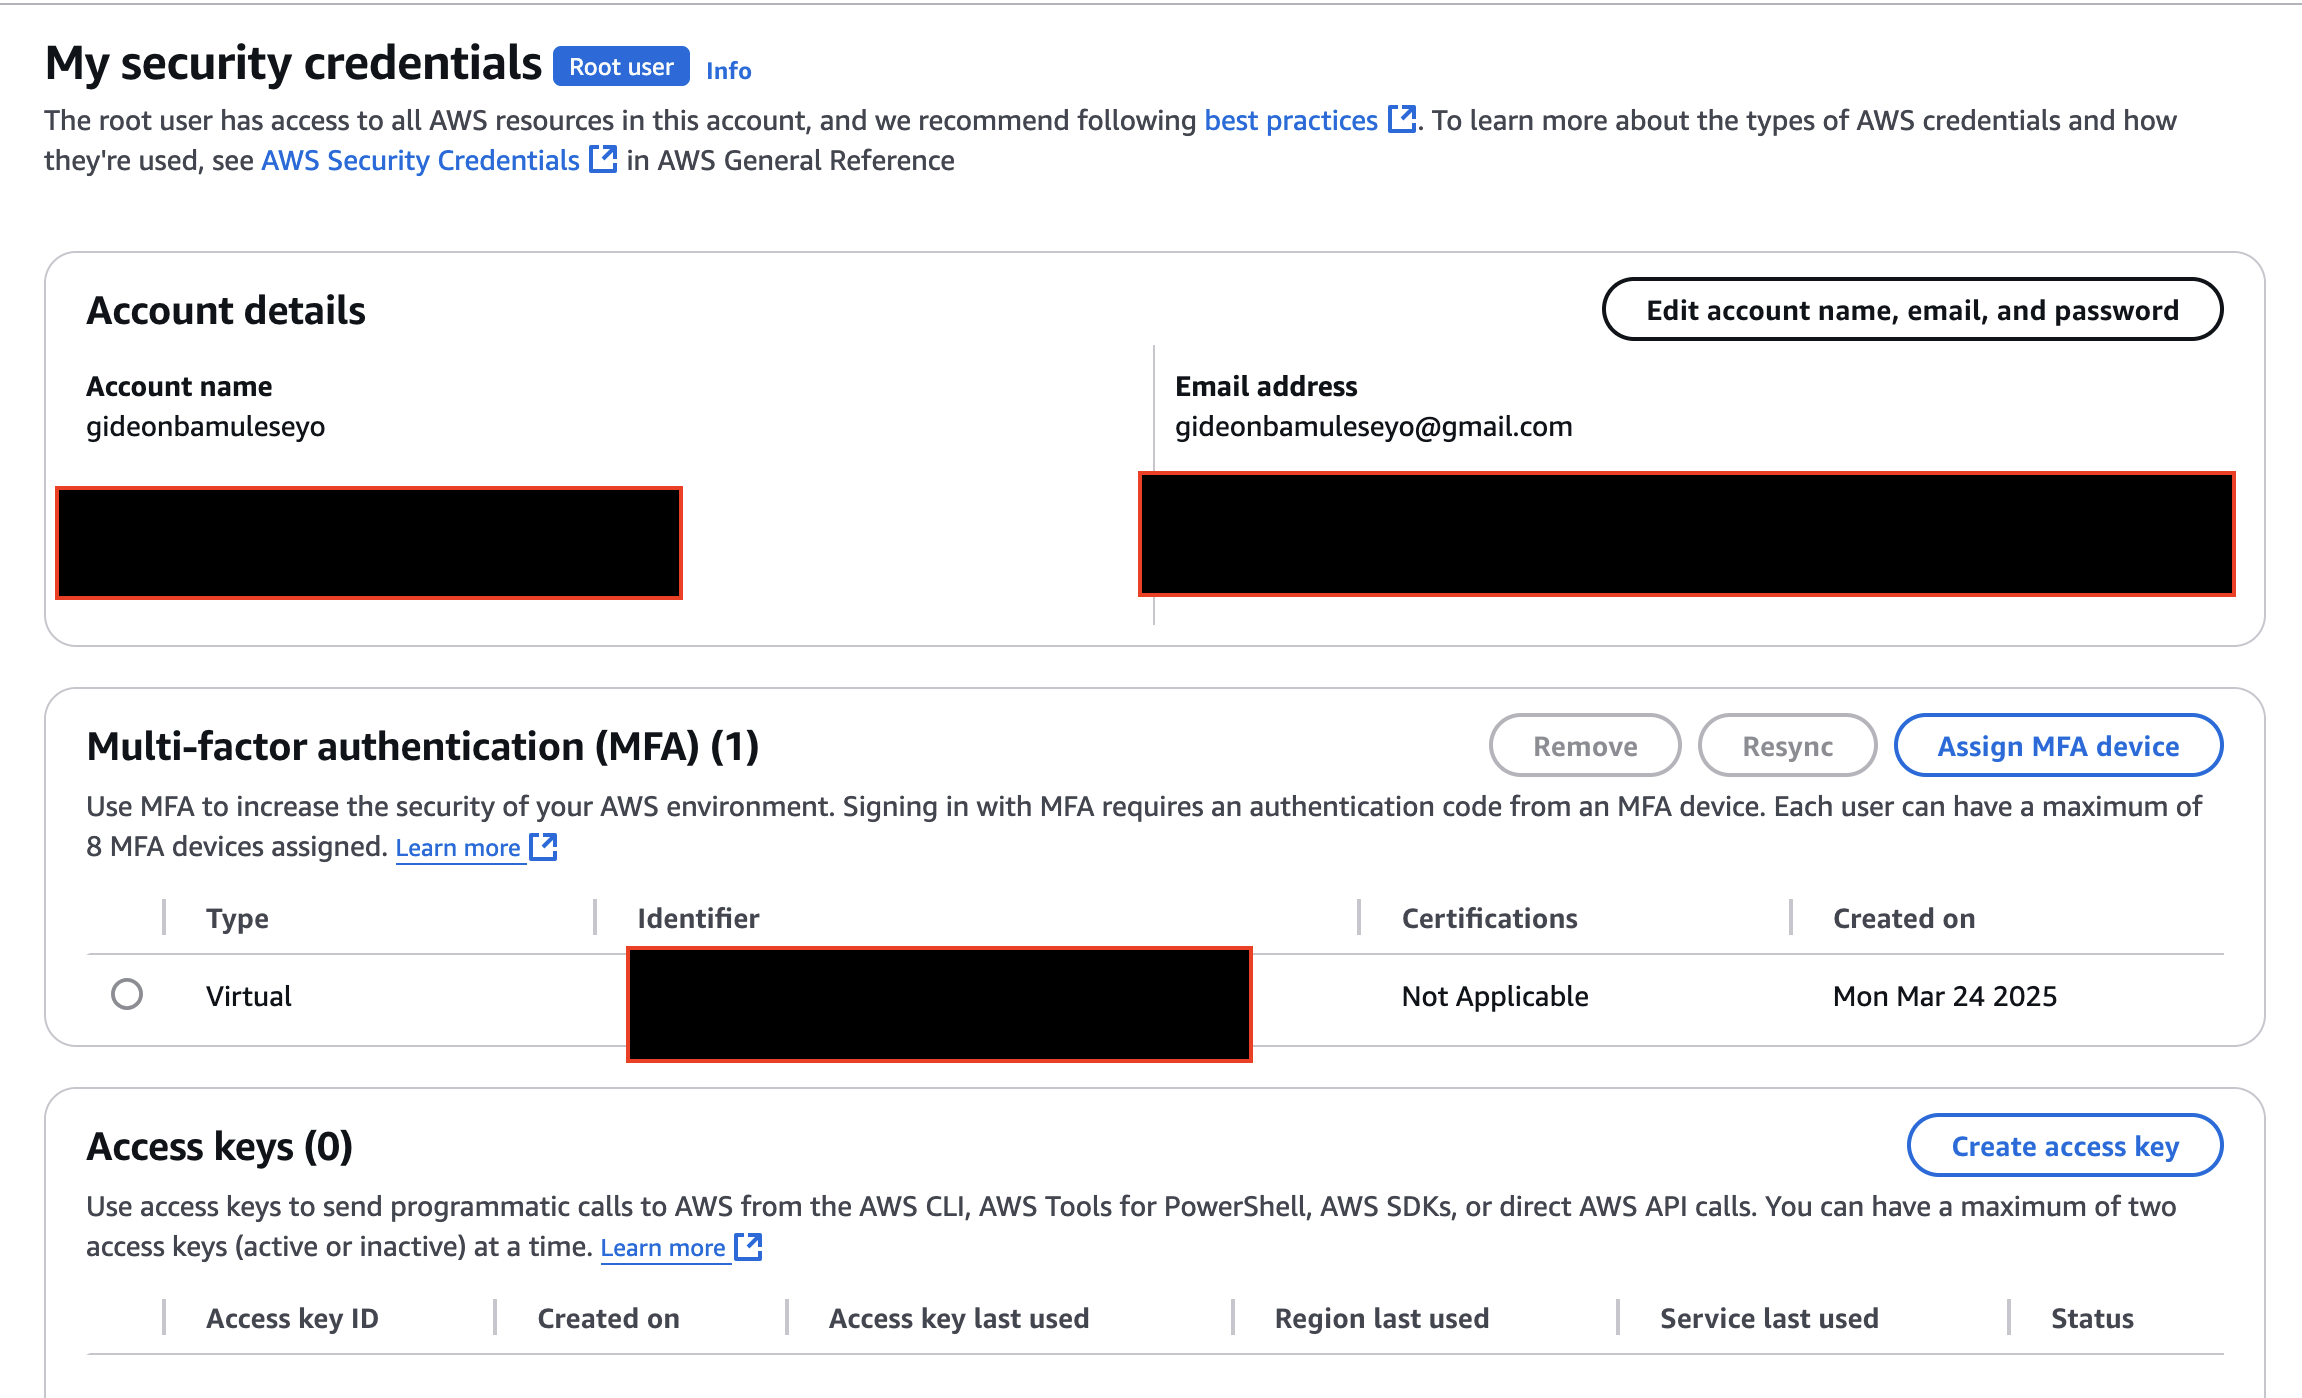 My security credentials Root user Info
The root user has access to all AWS resources in this account, and we recommend following best practices. To learn more about the types of AWS credentials and how
they're used, see AWS Security Credentials in AWS General Reference
Account details
Edit account name, email, and password
Account name
gideonbamuleseyo
Email address
gideonbamuleseyo@gmail.com
Multi-factor authentication (MFA) (1)
Remove
Resync
Assign MFA device
Use MFA to increase the security of your AWS environment. Signing in with MFA requires an authentication code from an MFA device. Each user can have a maximum of
8 MFA devices assigned. Learn more
Type Identifier Certifications Created on
Virtual Not Applicable Mon Mar 24 2025
Access keys (0)
Create access key
Use access keys to send programmatic calls to AWS from the AWS CLI, AWS Tools for PowerShell, AWS SDKs, or direct AWS API calls. You can have a maximum of two
access keys (active or inactive) at a time. Learn more
Access key ID Created on Access key last used Region last used Service last used Status